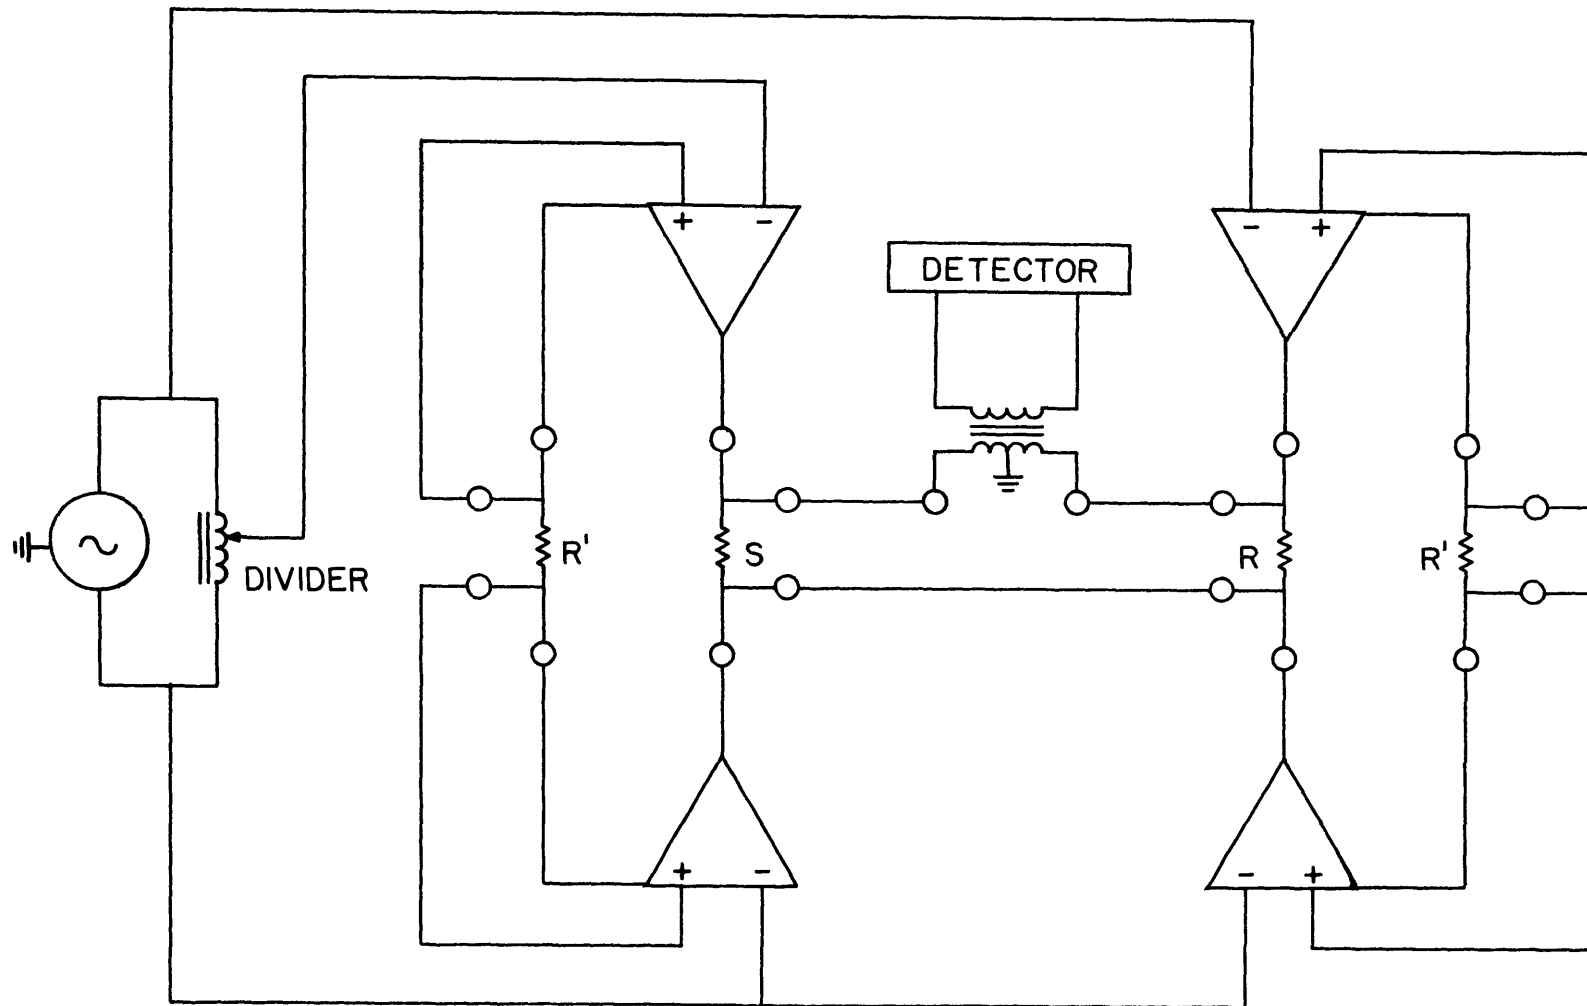 + -
- +
DETECTOR
R'
S
R
R'
DIVIDER
+ -
- +